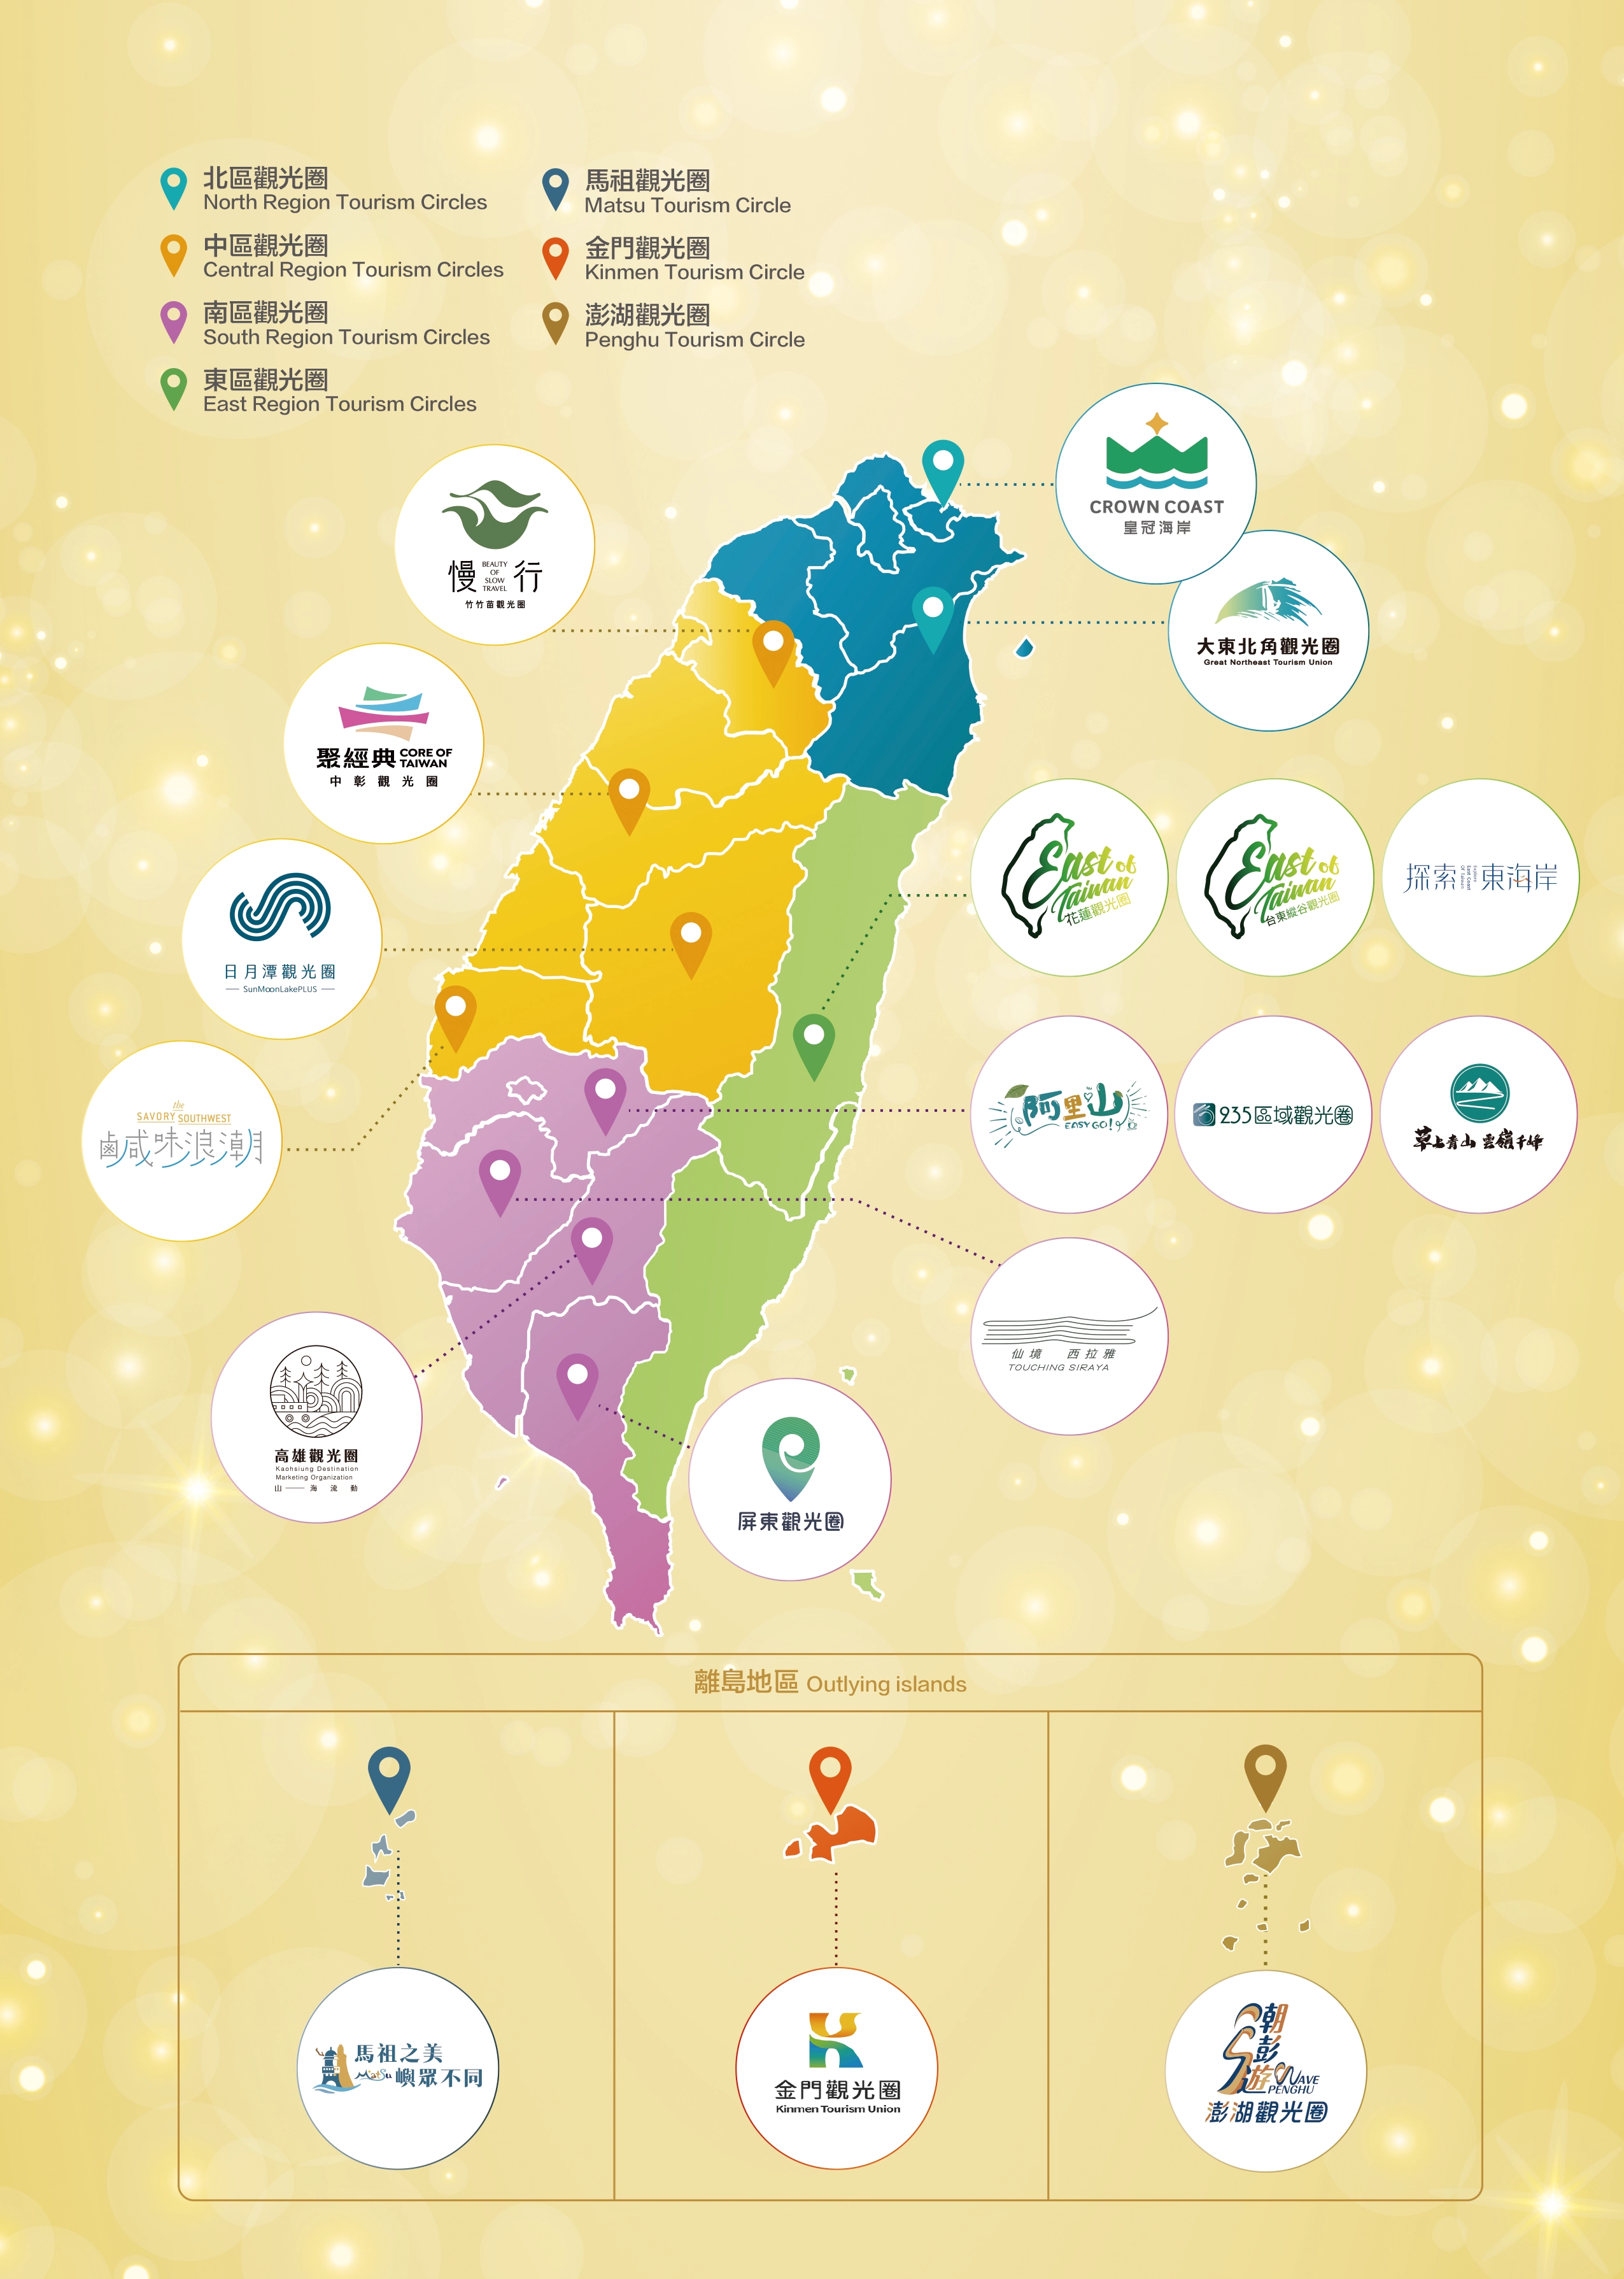 北區觀光圈
North Region Tourism Circles
中區觀光圈
Central Region Tourism Circles
南區觀光圈
South Region Tourism Circles
東區觀光圈
East Region Tourism Circles
馬祖觀光圈
Matsu Tourism Circle
金門觀光圈
Kinmen Tourism Circle
澎湖觀光圈
Penghu Tourism Circle
CROWN COAST
皇冠海岸
大東北角觀光圈
Great Northeast Tourism Union
慢行
BEAUTY
OF
SLOW
TRAVEL
竹竹苗觀光圈
聚經典 CORE OF TAIWAN
中彰觀光圈
日月潭觀光圈
SunMoonLakePLUS
the
SAVORY SOUTHWEST
鹵咸味浪潮
East of
Taiwan
花蓮觀光圈
East of
Taiwan
台東縱谷觀光圈
探索東海岸
阿里山
EASY GO!
235區域觀光圈
草上青山 雲嶺千峰
仙境 西拉雅
TOUCHING SIRAYA
高雄觀光圈
Kaohsiung Destination
Marketing Organization
山——海流動
屏東觀光圈
離島地區 Outlying islands
馬祖之美
Matsu 嶼眾不同
金門觀光圈
Kinmen Tourism Union
朝
澎
遊 WAVE
PENGHU
澎湖觀光圈